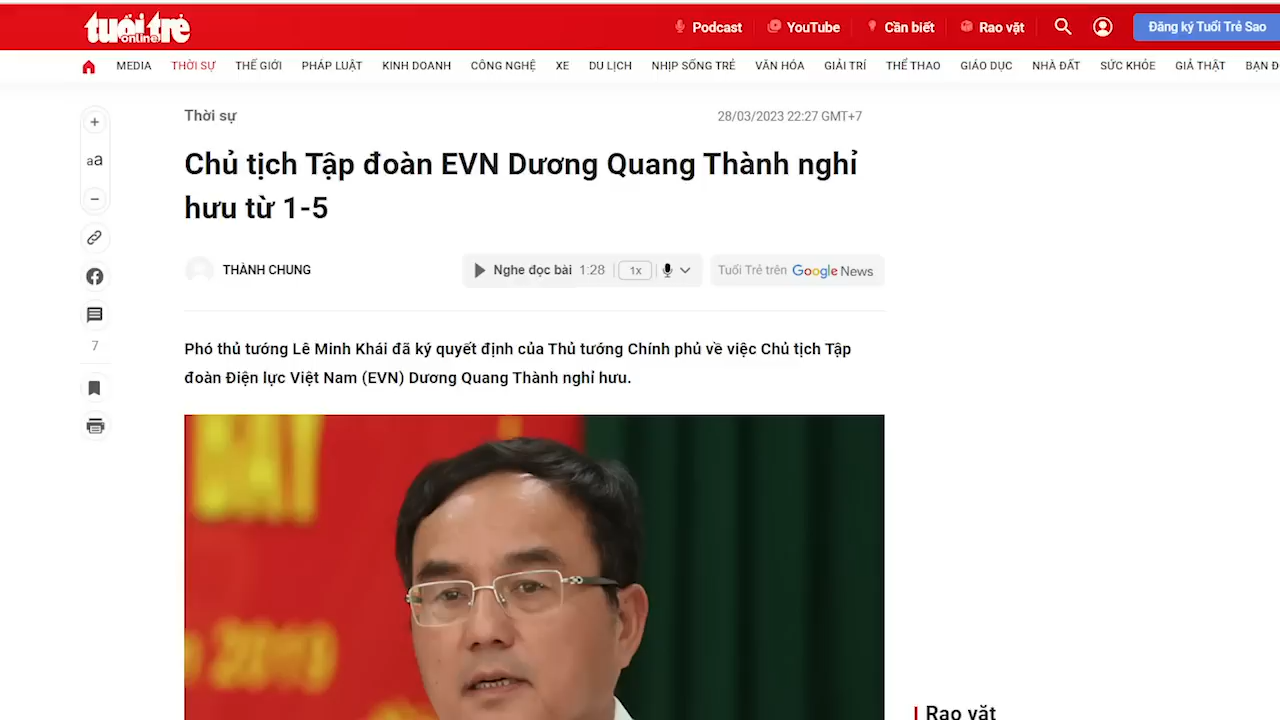 tuổi trẻ
online
Podcast
YouTube
Cần biết
Rao vặt
Đăng ký Tuổi Trẻ Sao
MEDIA
THỜI SỰ
THẾ GIỚI
PHÁP LUẬT
KINH DOANH
CÔNG NGHỆ
XE
DU LỊCH
NHỊP SỐNG TRẺ
VĂN HÓA
GIẢI TRÍ
THỂ THAO
GIÁO DỤC
NHÀ ĐẤT
SỨC KHỎE
GIẢ THẬT
BẠN Đ
Thời sự
28/03/2023 22:27 GMT+7
Chủ tịch Tập đoàn EVN Dương Quang Thành nghỉ
hưu từ 1-5
aA
THÀNH CHUNG
Nghe đọc bài 1:28
1x
Tuổi Trẻ trên Google News
7
Phó thủ tướng Lê Minh Khái đã ký quyết định của Thủ tướng Chính phủ về việc Chủ tịch Tập
đoàn Điện lực Việt Nam (EVN) Dương Quang Thành nghỉ hưu.
2019
Rao vặt